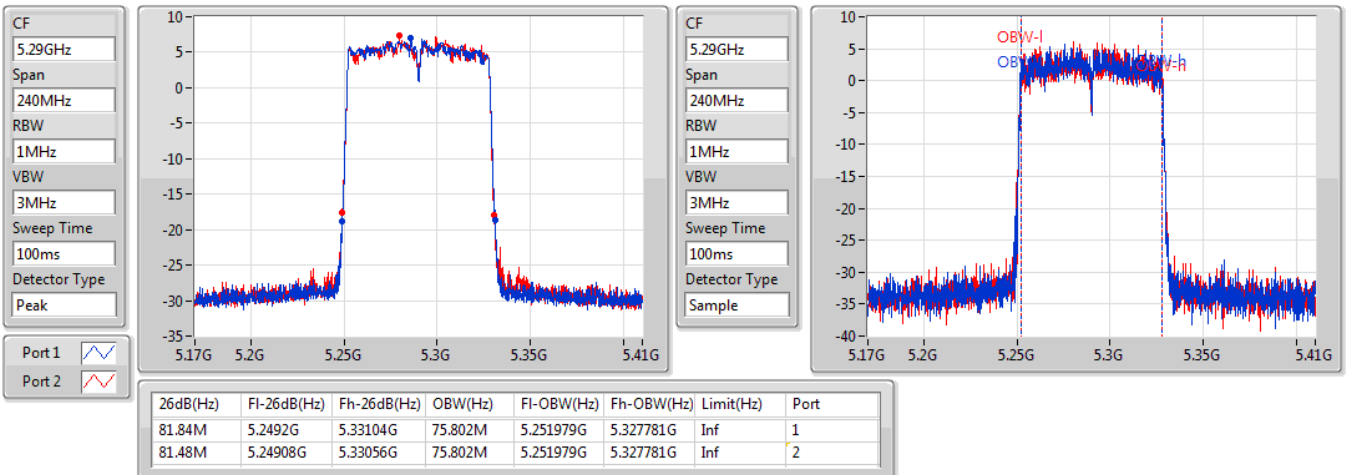 CF
5.29GHz
Span
240MHz
RBW
1MHz
VBW
3MHz
Sweep Time
100ms
Detector Type
Peak
Port 1
Port 2
10
5
0
-5
-10
-15
-20
-25
-30
-35
5.17G 5.2G 5.25G 5.3G 5.35G 5.41G
CF
5.29GHz
Span
240MHz
RBW
1MHz
VBW
3MHz
Sweep Time
100ms
Detector Type
Sample
10
5
0
-5
-10
-15
-20
-25
-30
-35
-40
OBW-l
5.17G 5.2G 5.25G 5.3G 5.35G 5.41G
26dB(Hz) Fl-26dB(Hz) Fh-26dB(Hz) OBW(Hz) Fl-OBW(Hz) Fh-OBW(Hz) Limit(Hz) Port
81.84M 5.2492G 5.33104G 75.802M 5.251979G 5.327781G Inf 1
81.48M 5.24908G 5.33056G 75.802M 5.251979G 5.327781G Inf 2